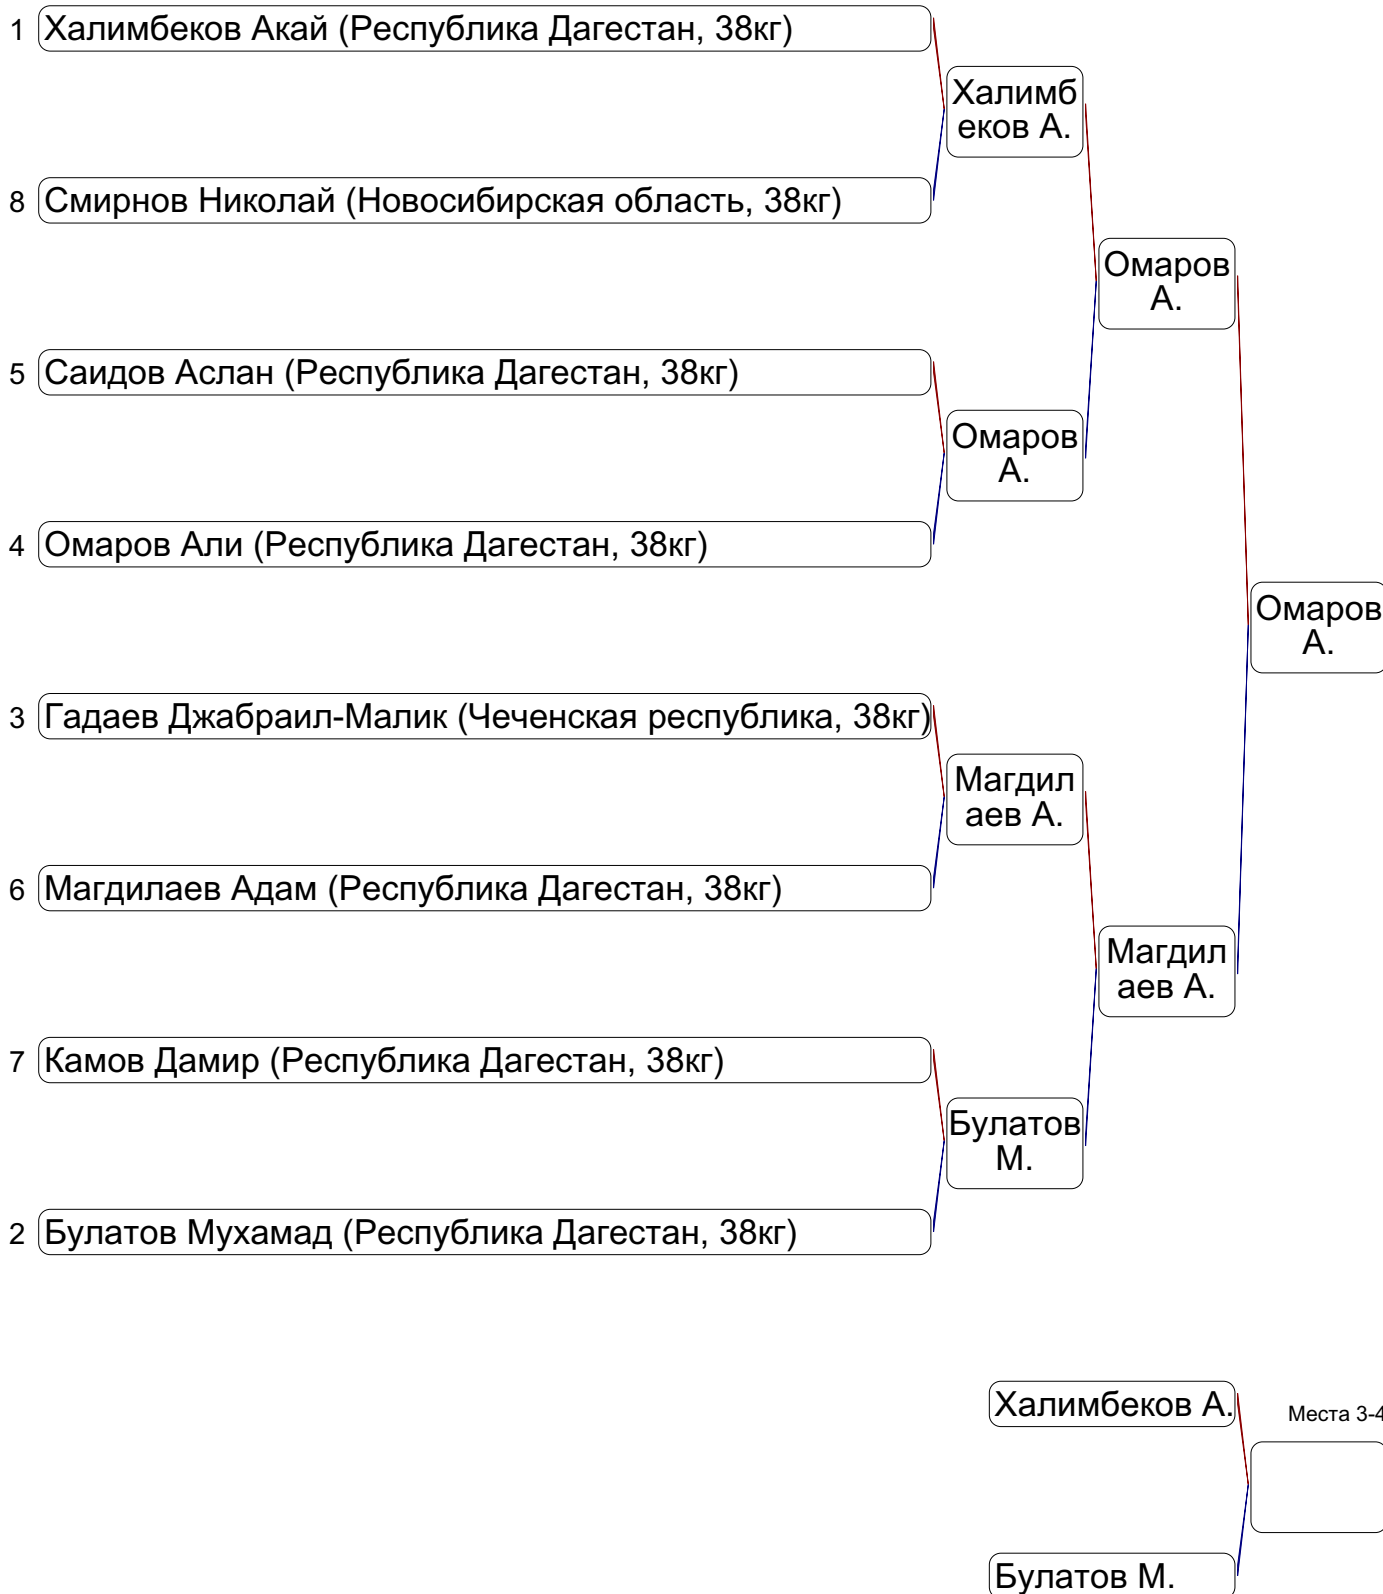 1 Халимбеков Акай (Республика Дагестан, 38кг)
Халимб
еков А.
8 Смирнов Николай (Новосибирская область, 38кг)
Омаров
А.
5 Саидов Аслан (Республика Дагестан, 38кг)
Омаров
А.
4 Омаров Али (Республика Дагестан, 38кг)
Омаров
А.
3 Гадаев Джабраил-Малик (Чеченская республика, 38кг)
Магдил
аев А.
6 Магдилаев Адам (Республика Дагестан, 38кг)
Магдил
аев А.
7 Камов Дамир (Республика Дагестан, 38кг)
Булатов
М.
2 Булатов Мухамад (Республика Дагестан, 38кг)
Халимбеков А.
Места 3-4
Булатов М.